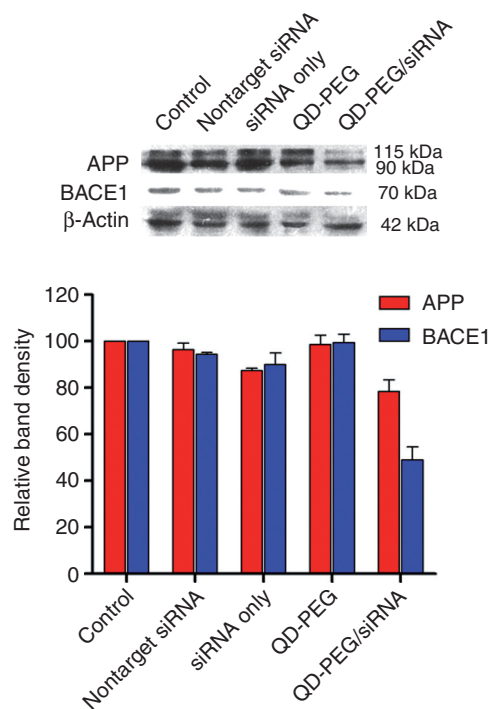 Control
Nontarget siRNA
siRNA only
QD-PEG
QD-PEG/siRNA
APP
115 kDa
90 kDa
BACE1
70 kDa
β-Actin
42 kDa
120
100
80
60
40
20
0
Relative band density
APP
BACE1
Control
Nontarget siRNA
siRNA only
QD-PEG
QD-PEG/siRNA